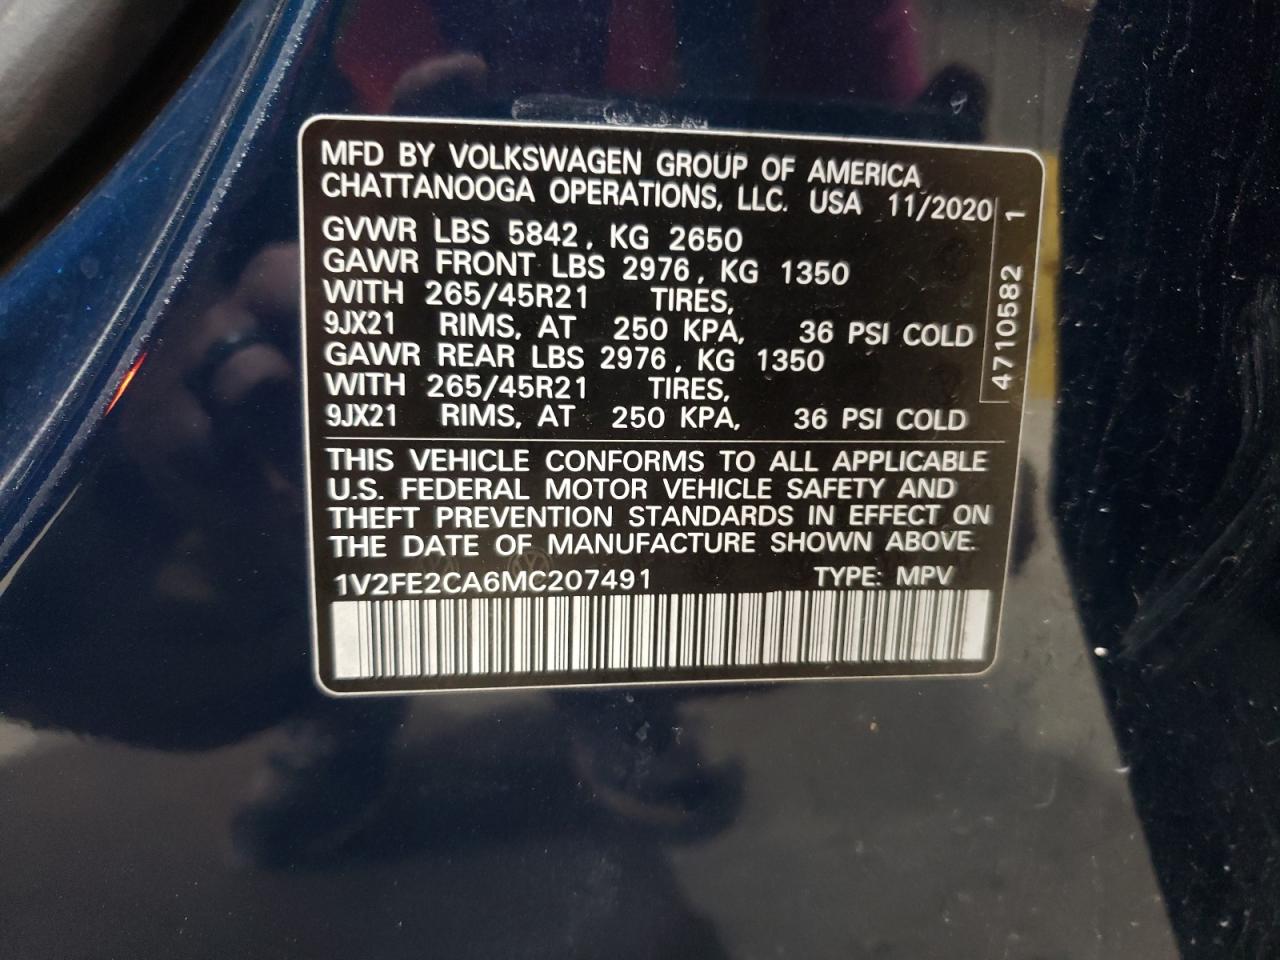 MFD BY VOLKSWAGEN GROUP OF AMERICA
CHATTANOOGA OPERATIONS, LLC. USA 11/2020
GVWR LBS 5842, KG 2650
GAWR FRONT LBS 2976, KG 1350
WITH 265/45R21 TIRES,
9JX21 RIMS, AT 250 KPA, 36 PSI COLD
GAWR REAR LBS 2976, KG 1350
WITH 265/45R21 TIRES,
9JX21 RIMS, AT 250 KPA, 36 PSI COLD
4710582 1
THIS VEHICLE CONFORMS TO ALL APPLICABLE
U.S. FEDERAL MOTOR VEHICLE SAFETY AND
THEFT PREVENTION STANDARDS IN EFFECT ON
THE DATE OF MANUFACTURE SHOWN ABOVE.
1V2FE2CA6MC207491 TYPE: MPV